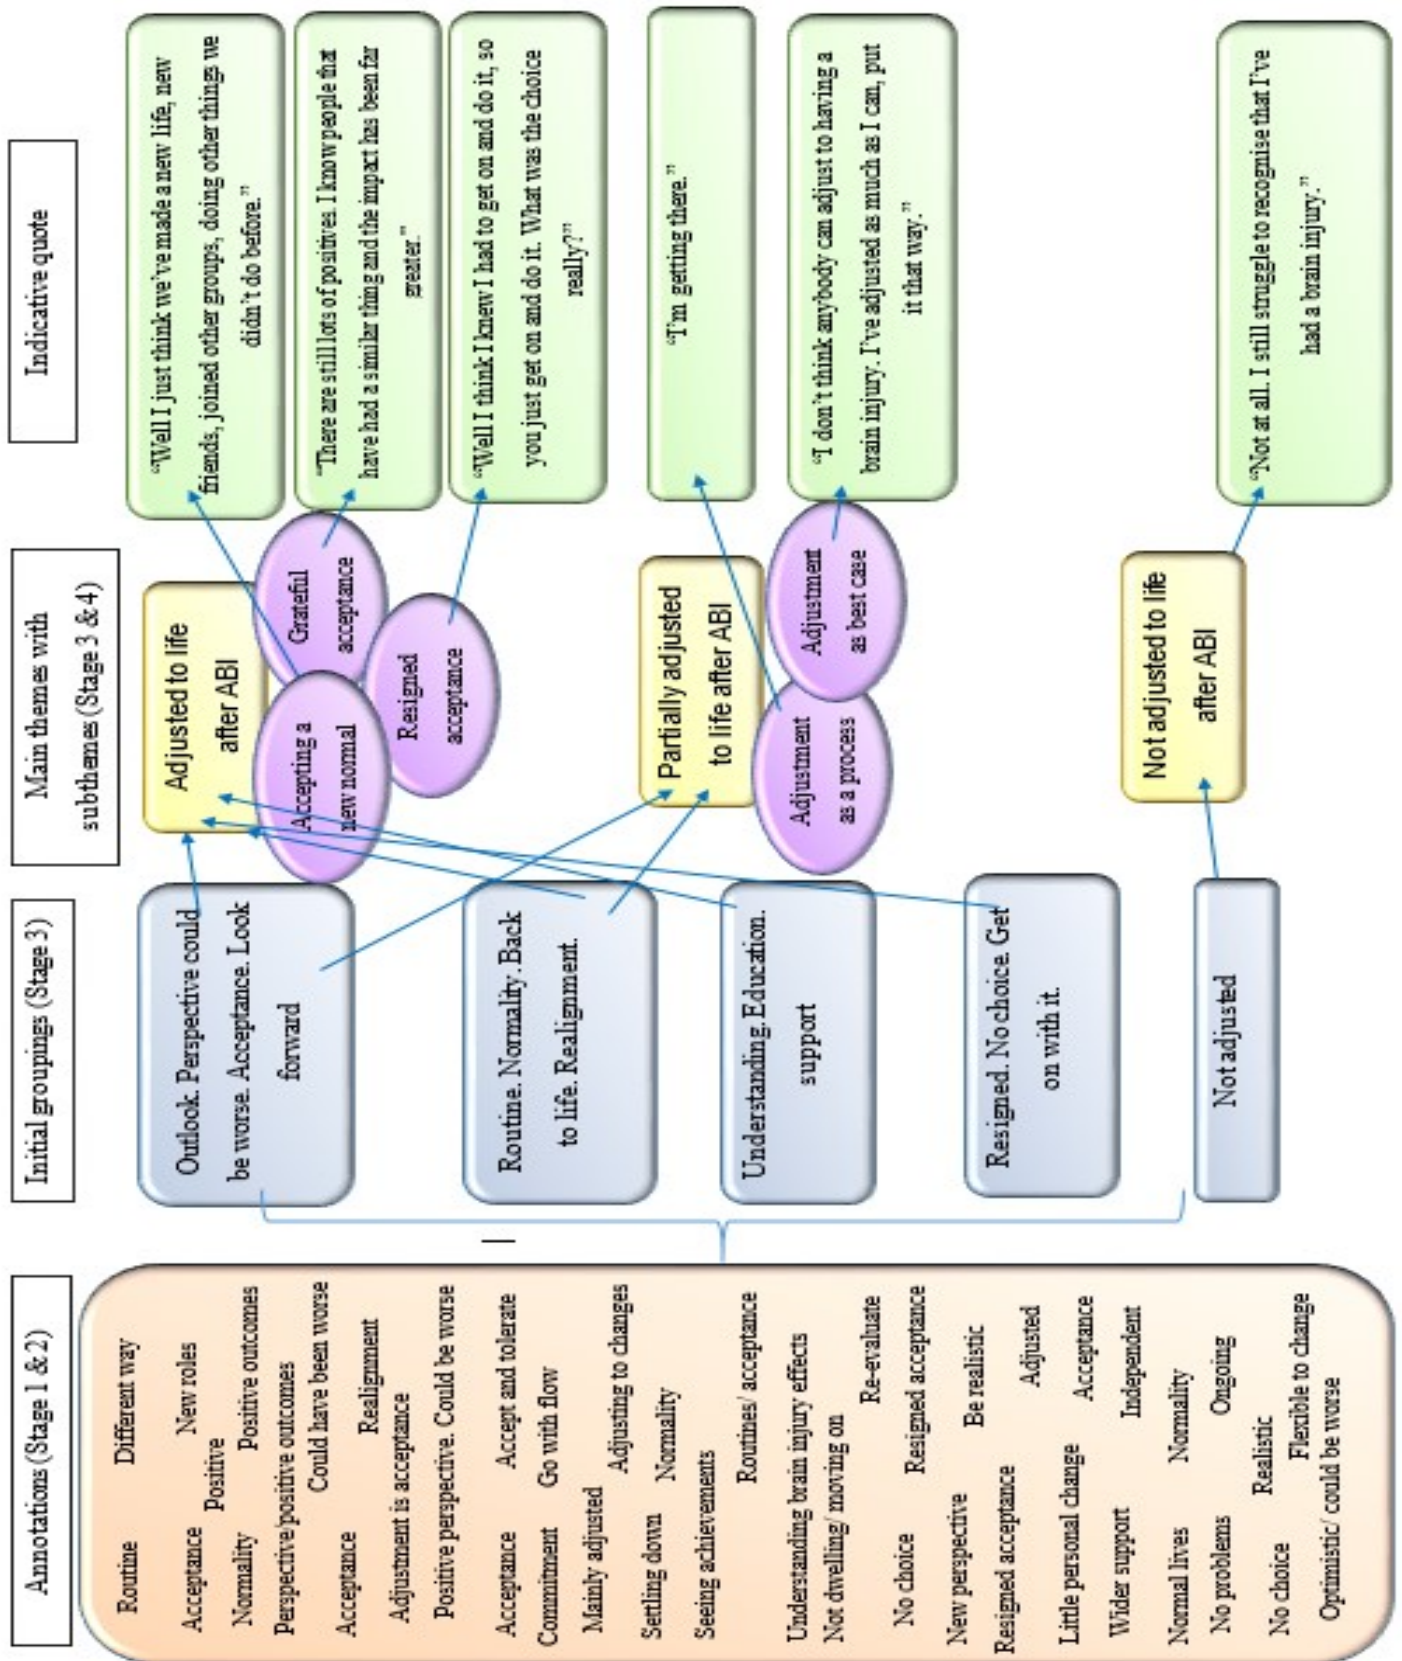 Annotations (Stage 1 & 2)
Routine
Different way
Acceptance
New roles
Positive
Normality
Positive outcomes
Perspective/positive outcomes
Could have been worse
Acceptance
Realignment
Adjustment is acceptance
Positive perspective. Could be worse
Acceptance
Accept and tolerate
Commitment
Go with flow
Mainly adjusted
Adjusting to changes
Settling down
Normality
Seeing achievements
Routines/ acceptance
Understanding brain injury effects
Not dwelling/ moving on
Re-evaluate
No choice
Resigned acceptance
New perspective
Be realistic
Resigned acceptance
Adjusted
Little personal change
Acceptance
Wider support
Independent
Normal lives
Normality
No problems
Ongoing
No choice
Realistic
Flexible to change
Optimistic/ could be worse
Initial groupings (Stage 3)
Outlook. Perspective could
be worse. Acceptance. Look
forward
Routine. Normality. Back
to life. Realignment.
Understanding. Education.
support
Resigned. No choice. Get
on with it.
Not adjusted
Main themes with
subthemes (Stage 3 & 4)
Adjusted to life
after ABI
Accepting a
new normal
Grateful
acceptance
Resigned
acceptance
Partially adjusted
to life after ABI
Adjustment
as a process
Adjustment
as best case
Not adjusted to life
after ABI
Indicative quote
“Well I just think we’ve made a new life, new
friends, joined other groups, doing other things we
didn’t do before.”
“There are still lots of positives. I know people that
have had a similar thing and the impact has been far
greater.”
“Well I think I knew I had to get on and do it, so
you just get on and do it. What was the choice
really?”
“I’m getting there.”
“I don’t think anybody can adjust to having a
brain injury. I’ve adjusted as much as I can, put
it that way.”
“Not at all. I still struggle to recognise that I’ve
had a brain injury.”